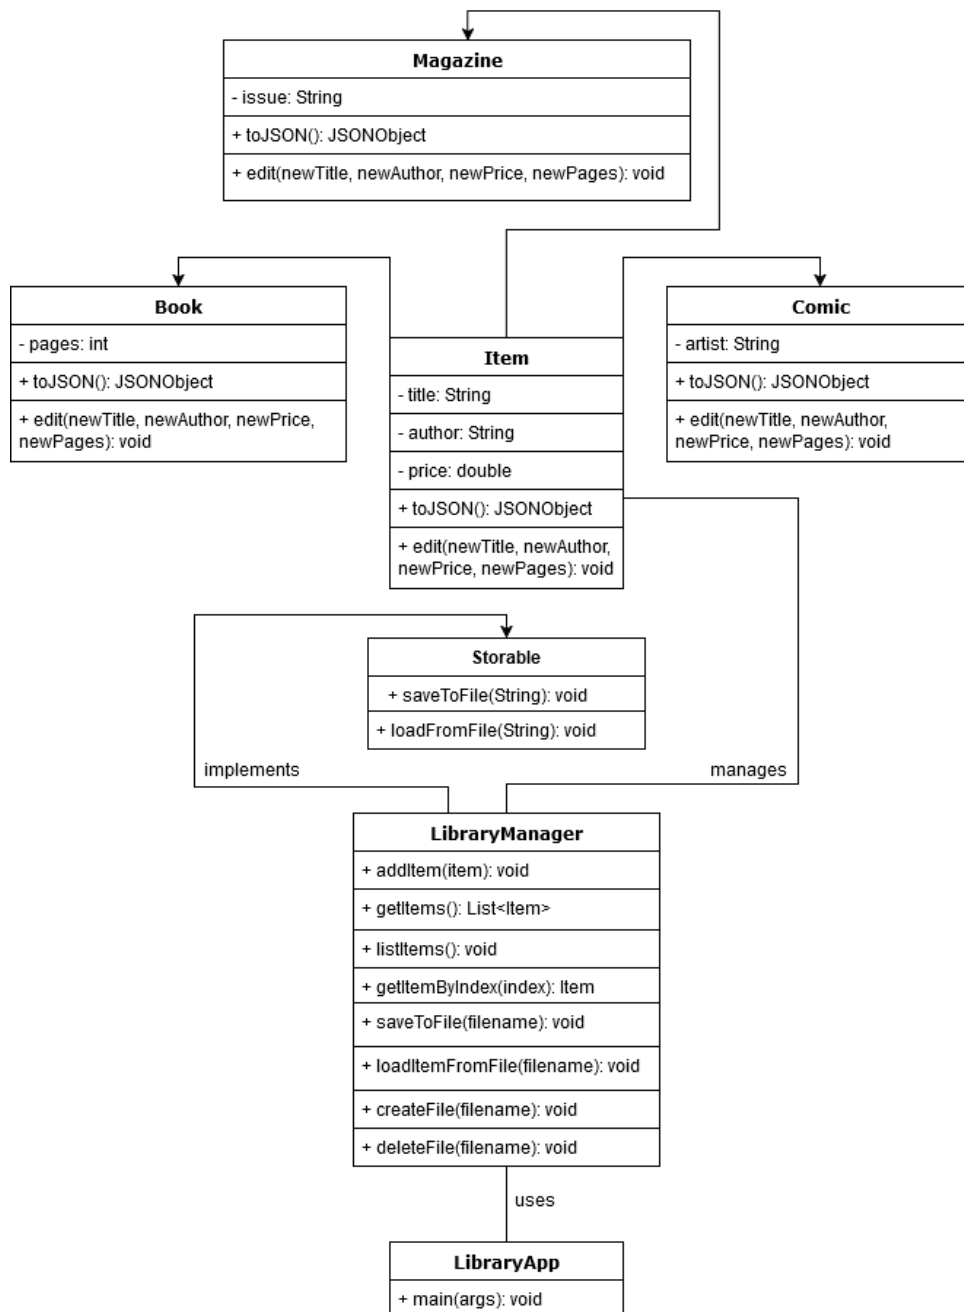 Magazine
- issue: String
+ toJSON(): JSONObject
+ edit(newTitle, newAuthor, newPrice, newPages): void
Book
- pages: int
+ toJSON(): JSONObject
+ edit(newTitle, newAuthor, newPrice,
newPages): void
Item
- title: String
- author: String
- price: double
+ toJSON(): JSONObject
+ edit(newTitle, newAuthor,
newPrice, newPages): void
Comic
- artist: String
+ toJSON(): JSONObject
+ edit(newTitle, newAuthor,
newPrice, newPages): void
Storable
+ saveToFile(String): void
+ loadFromFile(String): void
implements
manages
LibraryManager
+ addItem(item): void
+ getItems(): List<Item>
+ listItems(): void
+ getItemByIndex(index): Item
+ saveToFile(filename): void
+ loadItemFromFile(filename): void
+ createFile(filename): void
+ deleteFile(filename): void
uses
LibraryApp
+ main(args): void